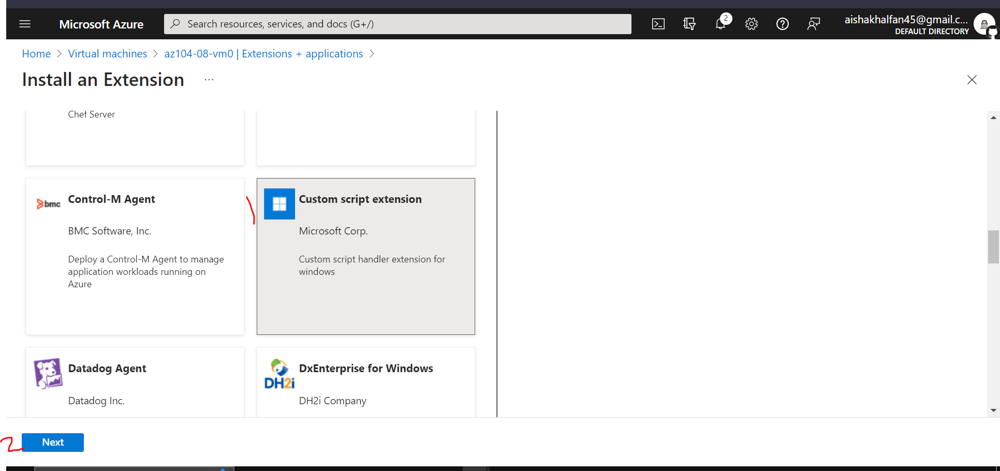 Microsoft Azure
Search resources, services, and docs (G+/)
2
aishakhalfan45@gmail.c...
DEFAULT DIRECTORY
Home > Virtual machines > az104-08-vm0 | Extensions + applications >
Install an Extension ...
Chef Server
bmc
Control-M Agent
BMC Software, Inc.
Deploy a Control-M Agent to manage
application workloads running on
Azure
1
Custom script extension
Microsoft Corp.
Custom script handler extension for
windows
Datadog Agent
Datadog Inc.
DH2i
DxEnterprise for Windows
DH2i Company
2
Next